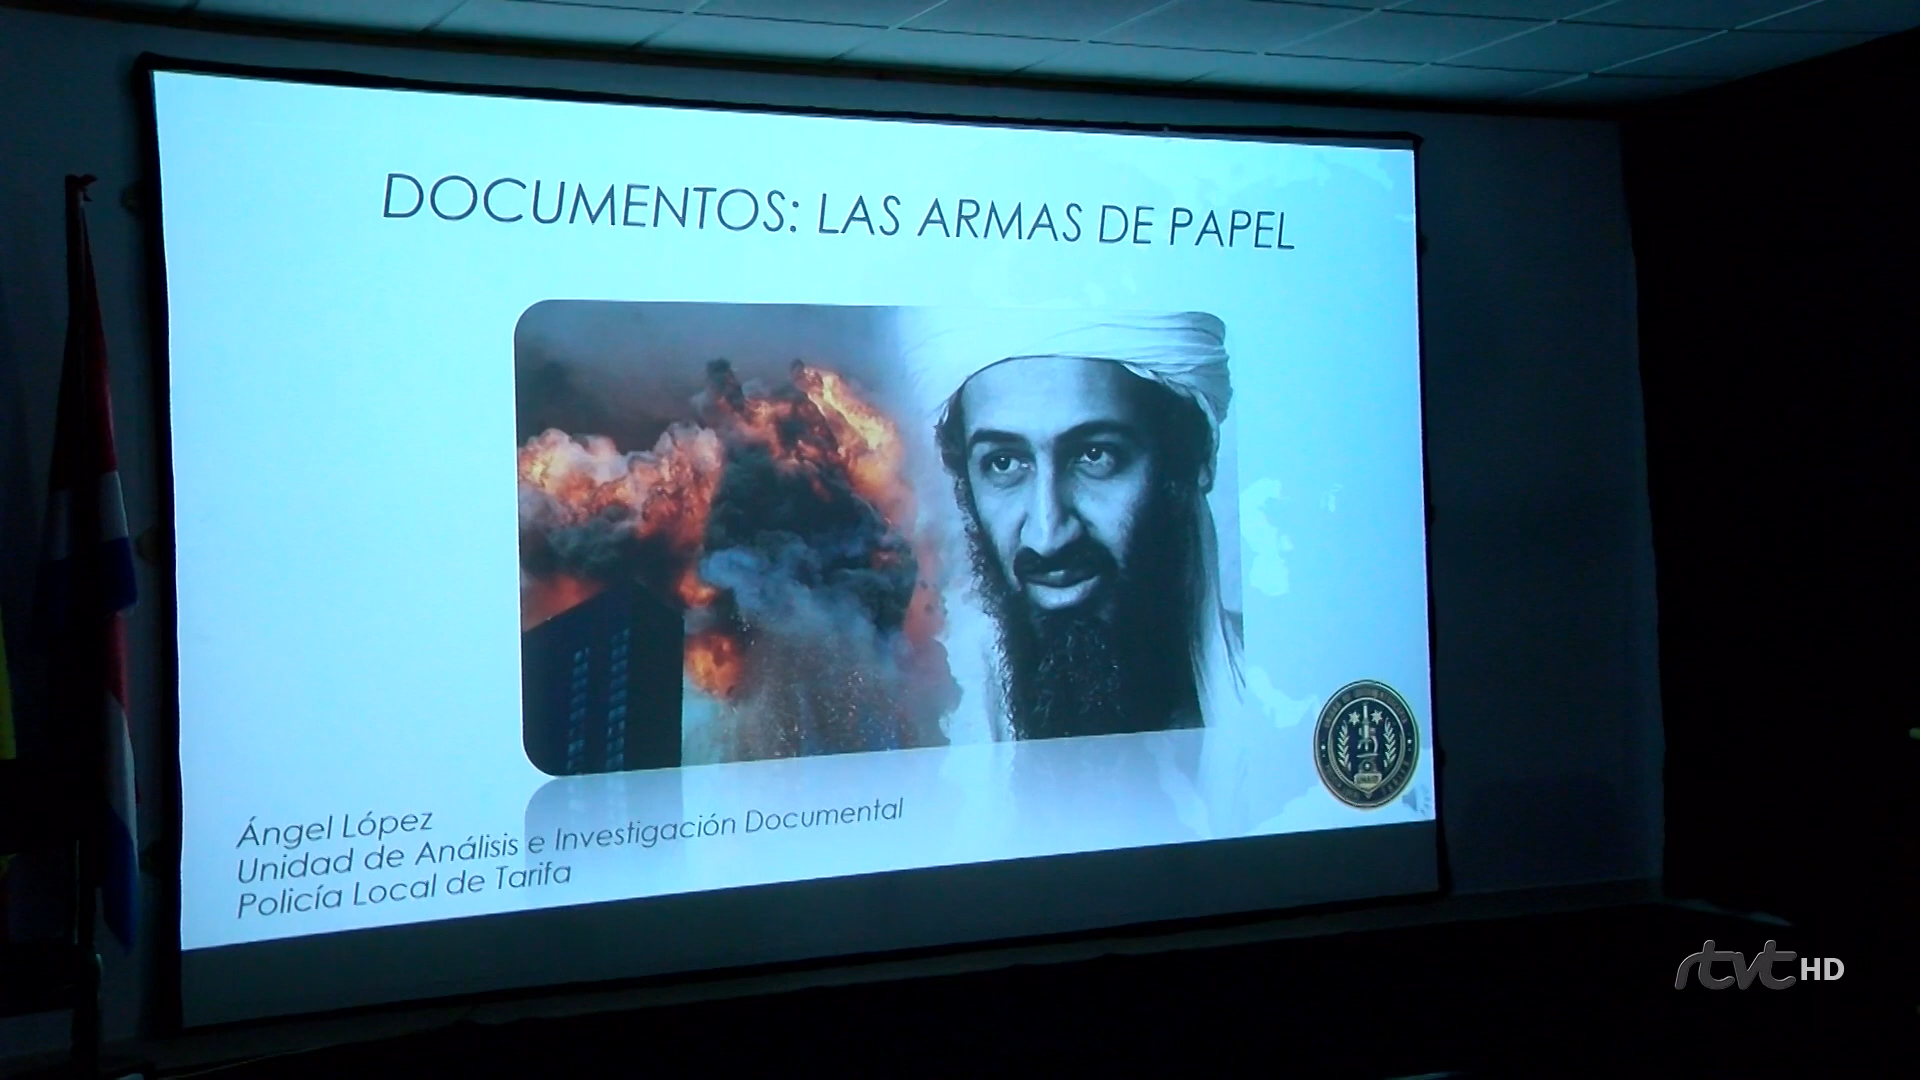 DOCUMENTOS: LAS ARMAS DE PAPEL
Ángel López
Unidad de Análisis e Investigación Documental
Policía Local de Tarifa
rtvt HD